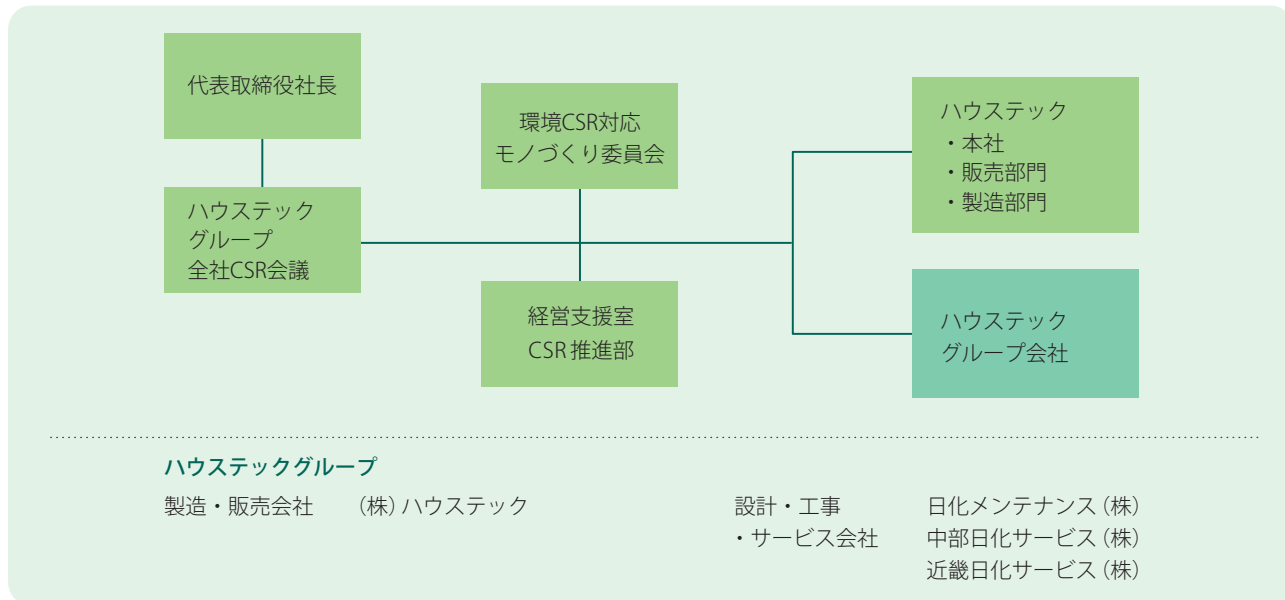 代表取締役社長
ハウステック
グループ
全社CSR会議
環境CSR対応
モノづくり委員会
経営支援室
CSR推進部
ハウステック
・本社
・販売部門
・製造部門
ハウステック
グループ会社
ハウステックグループ
製造・販売会社 (株)ハウステック
設計・工事 日化メンテナンス(株)
・サービス会社 中部日化サービス(株)
近畿日化サービス(株)